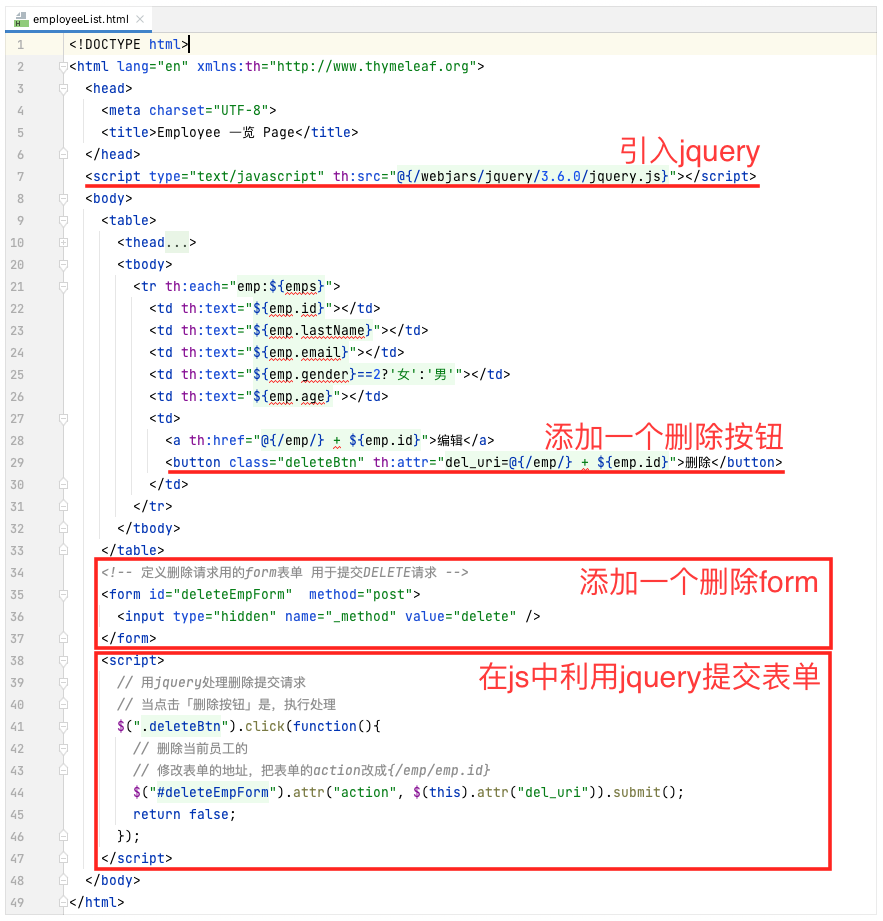 employeeList.html
1 <!DOCTYPE html>
2 <html lang="en" xmlns:th="http://www.thymeleaf.org">
3 <head>
4 <meta charset="UTF-8">
5 <title>Employee 一览 Page</title>
6 </head>
引入jquery
7 <script type="text/javascript" th:src="@{/webjars/jquery/3.6.0/jquery.js}"></script>
8 <body>
9 <table>
10 <thead...>
20 <tbody>
21 <tr th:each="emp:${emps}">
22 <td th:text="${emp.id}"></td>
23 <td th:text="${emp.lastName}"></td>
24 <td th:text="${emp.email}"></td>
25 <td th:text="${emp.gender}==2?'女':'男'"></td>
26 <td th:text="${emp.age}"></td>
27 <td>
28 <a th:href="@{/emp/} + ${emp.id}">编辑</a>
添加一个删除按钮
29 <button class="deleteBtn" th:attr="del_uri=@{/emp/} + ${emp.id}">删除</button>
30 </td>
31 </tr>
32 </tbody>
33 </table>
34 <!-- 定义删除请求用的form表单 用于提交DELETE请求 -->
添加一个删除form
35 <form id="deleteEmpForm"  method="post">
36 <input type="hidden" name="_method" value="delete" />
37 </form>
38 <script>
在js中利用jquery提交表单
39 // 用jquery处理删除提交请求
40 // 当点击「删除按钮」是，执行处理
41 $(".deleteBtn").click(function(){
42 // 删除当前员工的
43 // 修改表单的地址，把表单的action改成{/emp/emp.id}
44 $("#deleteEmpForm").attr("action", $(this).attr("del_uri")).submit();
45 return false;
46 });
47 </script>
48 </body>
49 </html>